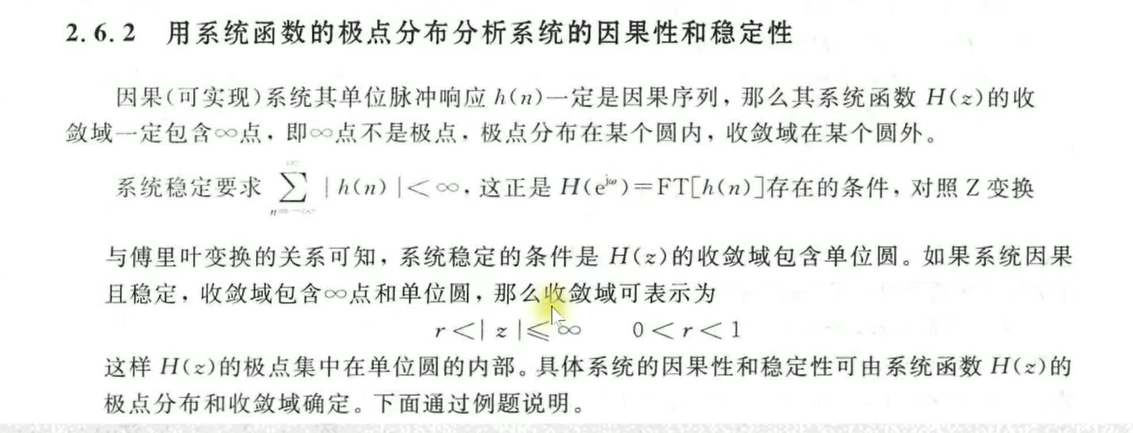 2.6.2 用系统函数的极点分布分析系统的因果性和稳定性
因果(可实现)系统其单位脉冲响应 h(n)一定是因果序列，那么其系统函数 H(z)的收
敛域一定包含∞点，即∞点不是极点，极点分布在某个圆内，收敛域在某个圆外。
系统稳定要求 ∑_{n=-∞}^{∞} |h(n)|<∞，这正是 H(e^{jω})=FT[h(n)]存在的条件，对照 Z 变换
与傅里叶变换的关系可知，系统稳定的条件是 H(z)的收敛域包含单位圆。如果系统因果
且稳定，收敛域包含∞点和单位圆，那么收敛域可表示为
r<|z|≤∞ 0<r<1
这样 H(z)的极点集中在单位圆的内部。具体系统的因果性和稳定性可由系统函数 H(z)的
极点分布和收敛域确定。下面通过例题说明。